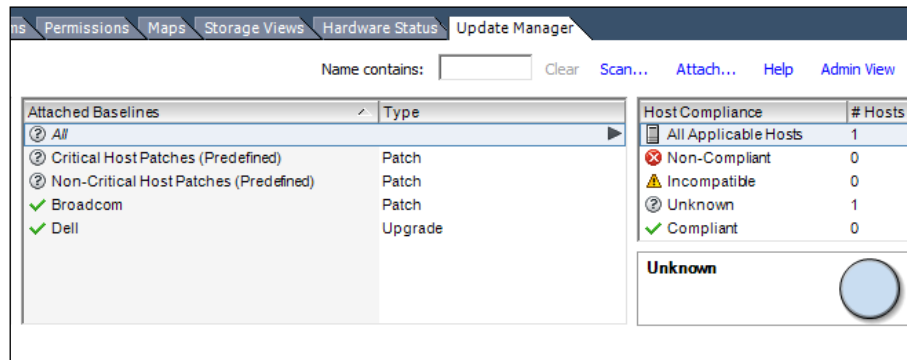 ns Permissions Maps Storage Views Hardware Status Update Manager
Name contains: Clear Scan... Attach... Help Admin View
Attached Baselines Type
All
Critical Host Patches (Predefined) Patch
Non-Critical Host Patches (Predefined) Patch
Broadcom Patch
Dell Upgrade
Host Compliance # Hosts
All Applicable Hosts 1
Non-Compliant 0
Incompatible 0
Unknown 1
Compliant 0
Unknown